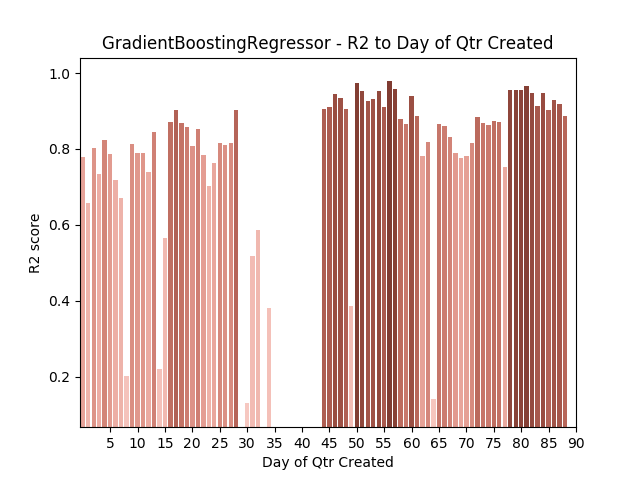 GradientBoostingRegressor - R2 to Day of Qtr Created
1.0
0.8
0.6
0.4
0.2
R2 score
5 10 15 20 25 30 35 40 45 50 55 60 65 70 75 80 85 90
Day of Qtr Created